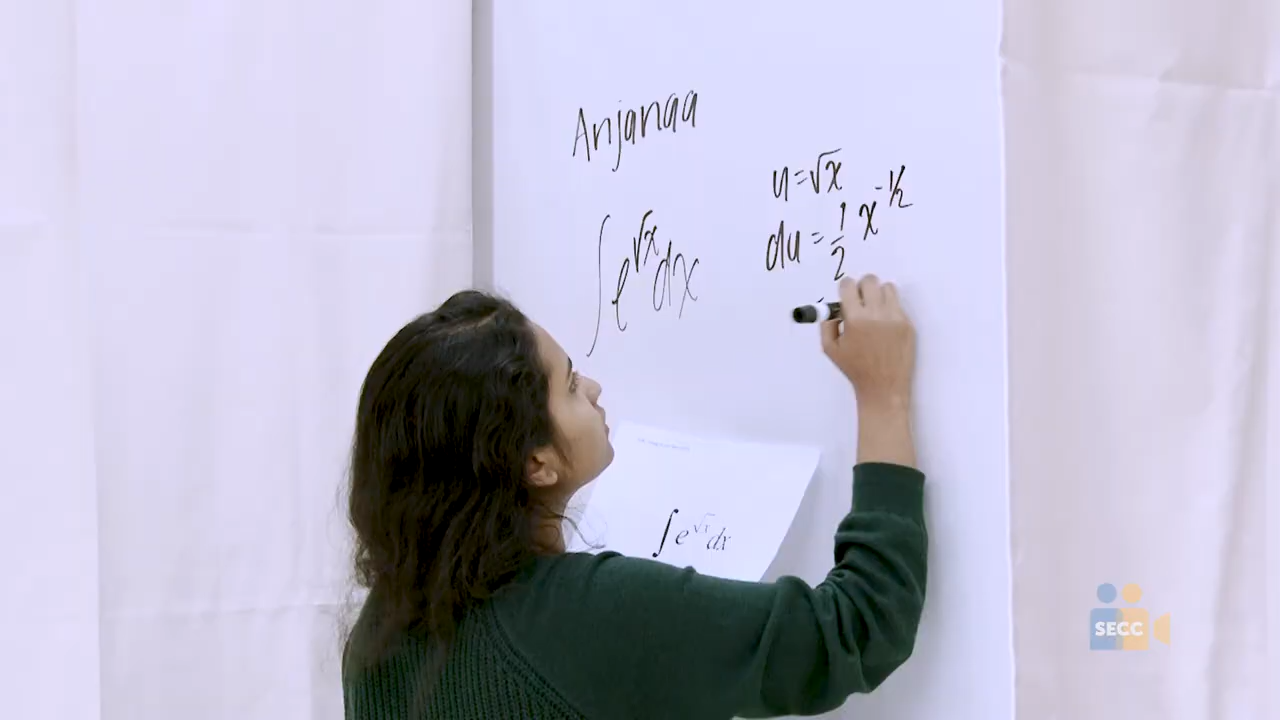 Anjanaa
∫e^√x dx
u = √x
du = 1/2 x^-1/2
∫e^√x dx
SECC